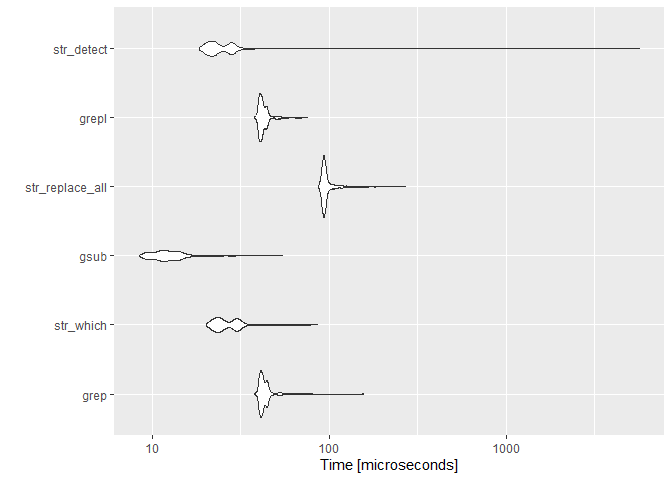 str_detect
grepl
str_replace_all
gsub
str_which
grep
10 100 1000
Time [microseconds]